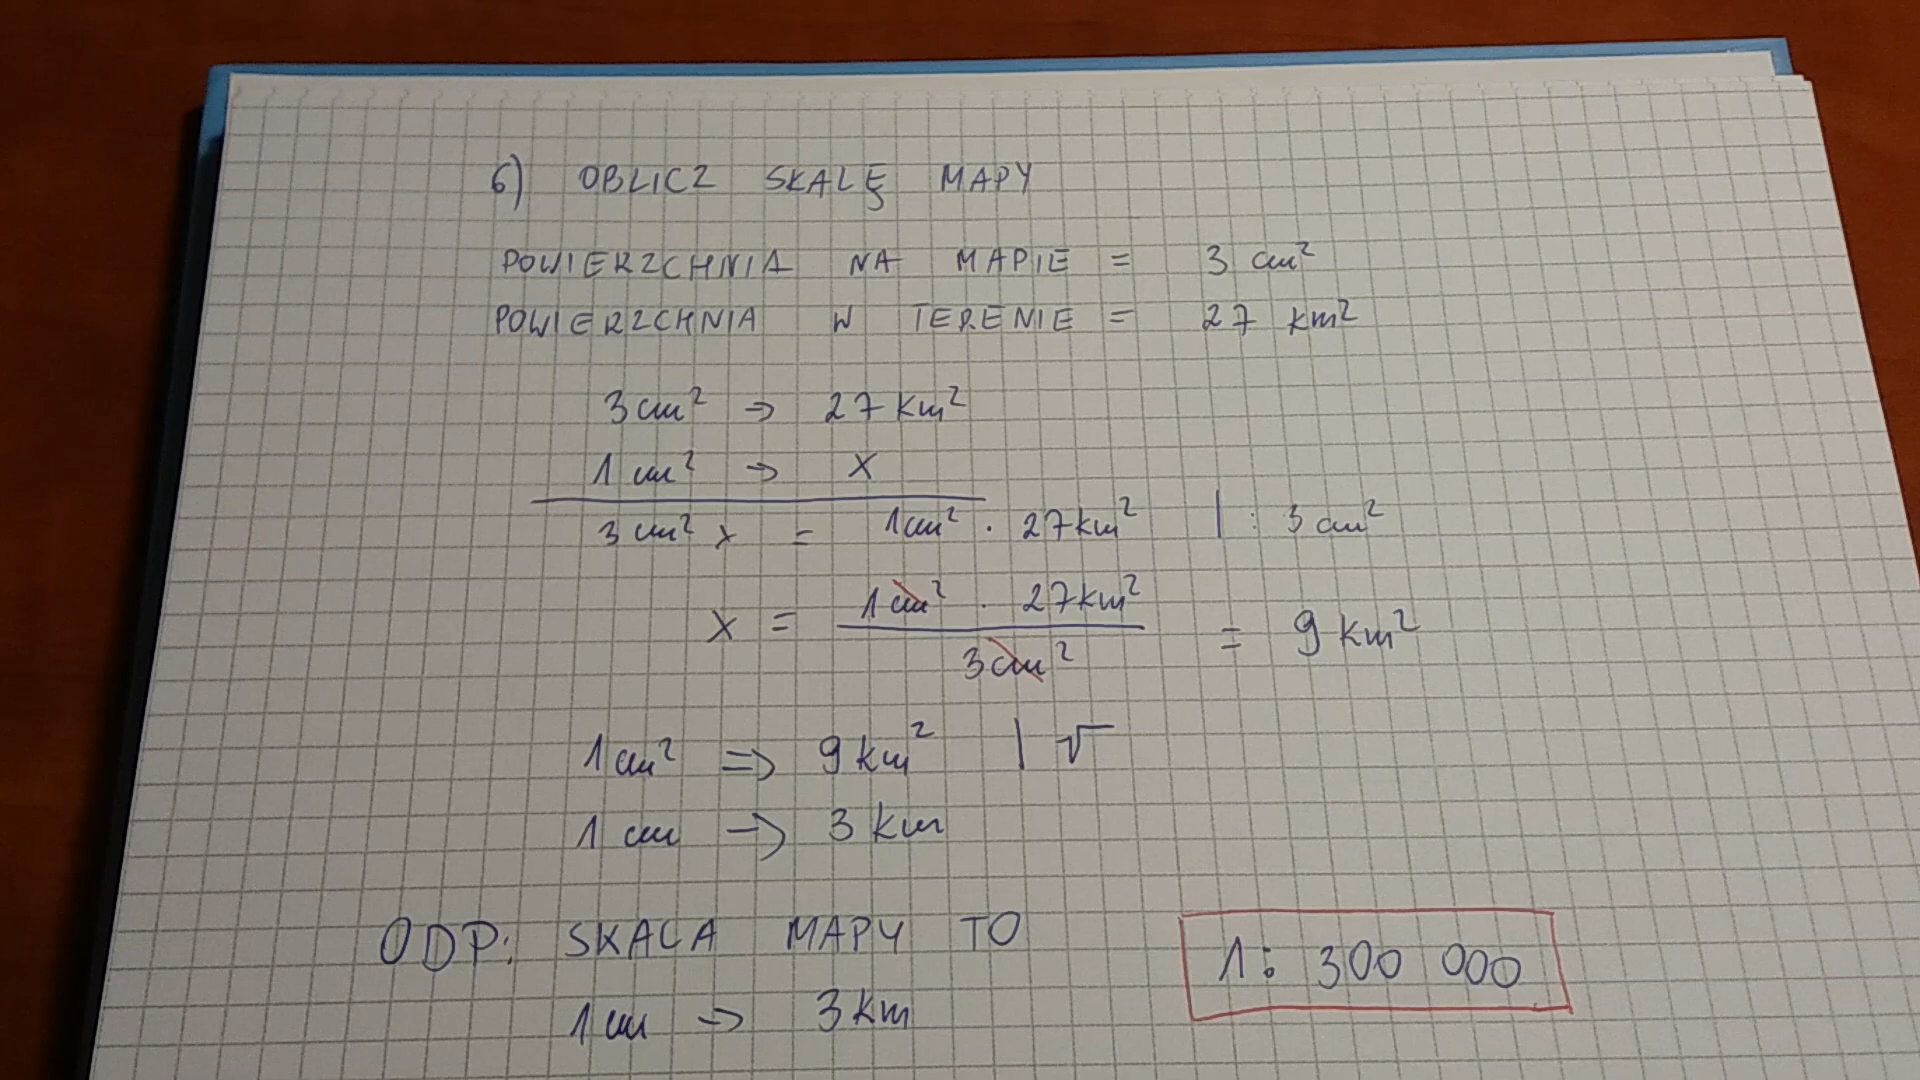 6) OBLICZ SKALĘ MAPY
POWIERZCHNIA NA MAPIE = 3 cm²
POWIERZCHNIA W TERENIE = 27 km²
3 cm² → 27 km²
1 cm² → x
3 cm² x = 1 cm² · 27 km² | : 3 cm²
1 cm² · 27 km²
x = = 9 km²
3 cm²
1 cm² ⇒ 9 km² | √
1 cm → 3 km
ODP: SKALA MAPY TO
1 : 300 000
1 cm → 3 km